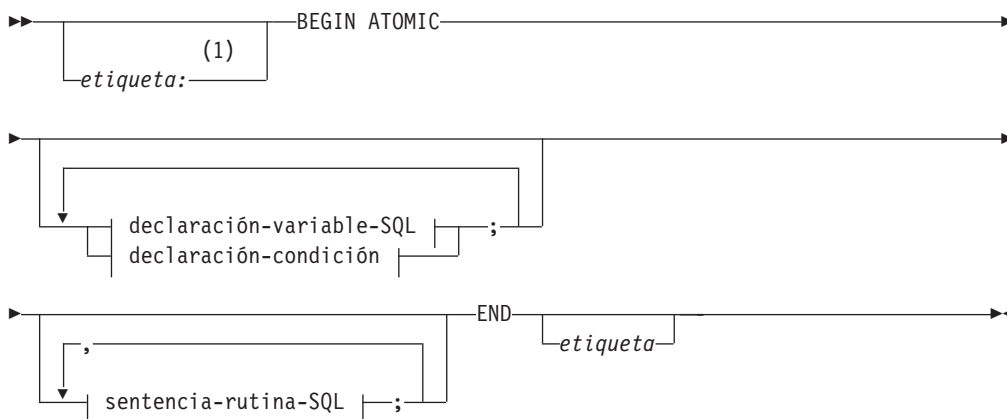 BEGIN ATOMIC
(1)
etiqueta:
declaración-variable-SQL ;
declaración-condición
END
etiqueta
,
sentencia-rutina-SQL ;